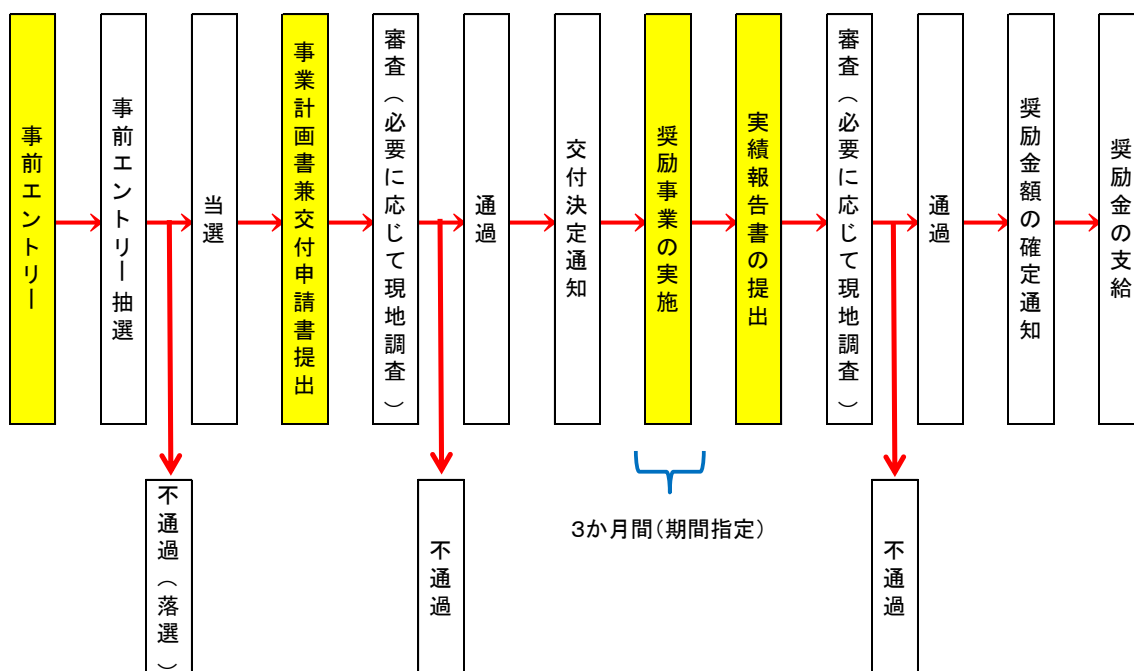 事前エントリー
事前エントリー抽選
当選
事業計画書兼交付申請書提出
審査（必要に応じて現地調査）
通過
交付決定通知
奨励事業の実施
実績報告書の提出
審査（必要に応じて現地調査）
通過
奨励金額の確定通知
奨励金の支給
不通過（落選）
不通過
3か月間（期間指定）
不通過